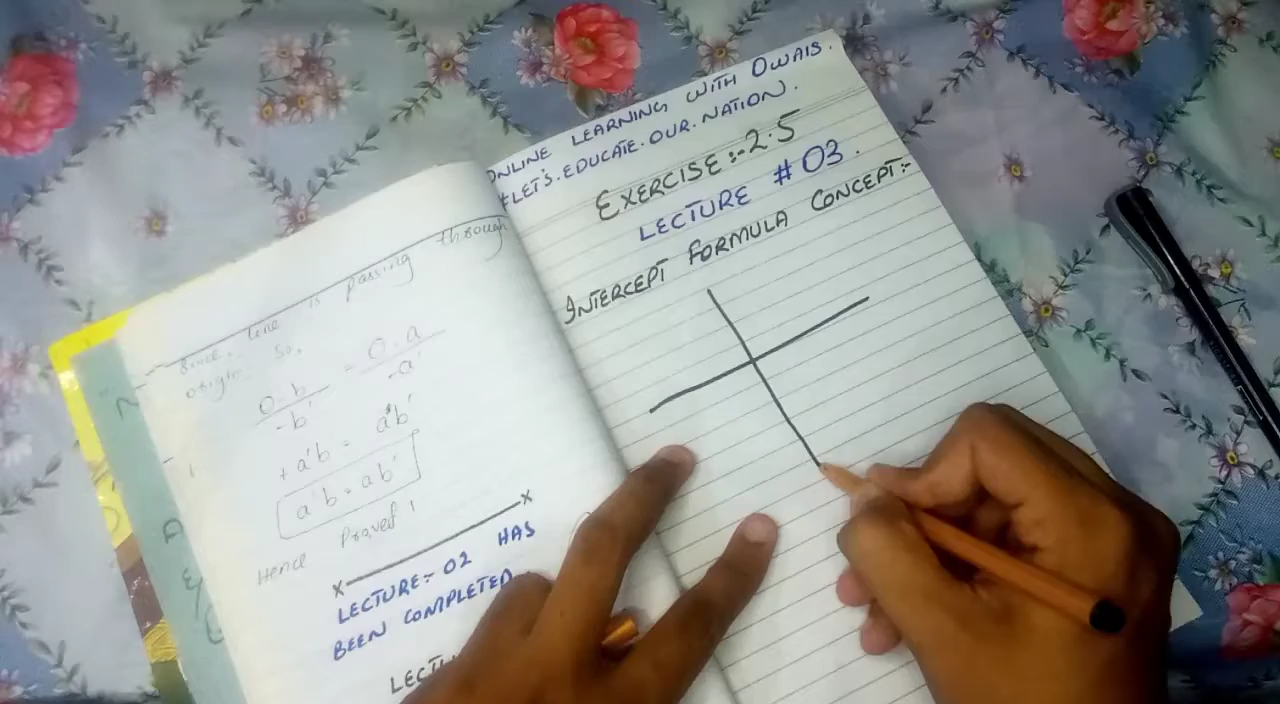 Since, line is passing through
origin. So,
0-b/-b' = 0-a/-a'
+a'b = ab'
a'b = ab'
Hence Proved!
x x
LECTURE:- 02 HAS
BEEN COMPLETED
ONLINE LEARNING WITH OWAIS.
#LET'S.EDUCATE.OUR.NATION.
EXERCISE:-2.5
LECTURE #03.
INTERCEPT FORMULA CONCEPT:-